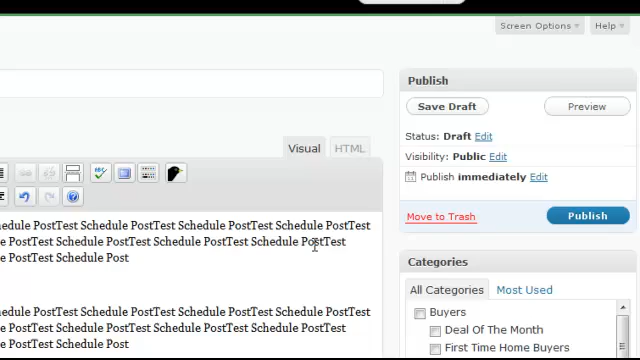 Screen Options Help
Publish
Save Draft Preview
Status: Draft Edit
Visibility: Public Edit
Publish immediately Edit
Move to Trash Publish
Visual HTML
ABC
edule PostTest Schedule PostTest Schedule PostTest Schedule PostTest
e PostTest Schedule PostTest Schedule PostTest Schedule PostTest
e PostTest Schedule Post
edule PostTest Schedule PostTest Schedule PostTest Schedule PostTest
e PostTest Schedule PostTest Schedule PostTest Schedule PostTest
e PostTest Schedule Post
Categories
All Categories Most Used
Buyers
Deal Of The Month
First Time Home Buyers